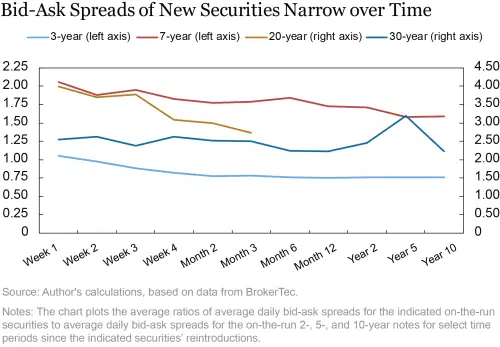 Bid-Ask Spreads of New Securities Narrow over Time
3-year (left axis) 7-year (left axis) 20-year (right axis) 30-year (right axis)
2.25 4.50
2.00 4.00
1.75 3.50
1.50 3.00
1.25 2.50
1.00 2.00
0.75 1.50
0.50 1.00
0.25 0.50
0 0
Week 1 Week 2 Week 3 Week 4 Month 2 Month 3 Month 6 Month 12 Year 2 Year 5 Year 10
Source: Author's calculations, based on data from BrokerTec.
Notes: The chart plots the average ratios of average daily bid-ask spreads for the indicated on-the-run
securities to average daily bid-ask spreads for the on-the-run 2-, 5-, and 10-year notes for select time
periods since the indicated securities' reintroductions.